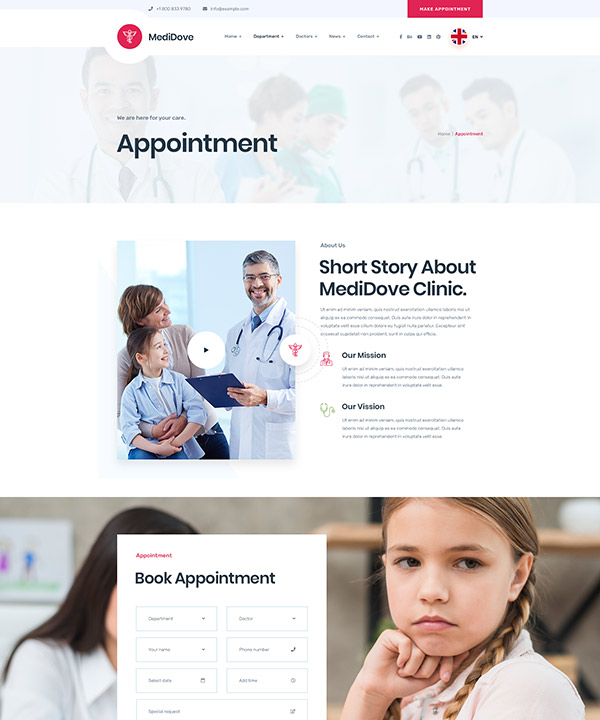 +1 800 833 9780
info@example.com
MAKE APPOINTMENT
MediDove
Home +
Department +
Doctors +
News +
Contact +
EN
We are here for your care.
Appointment
Home | Appointment
About Us
Short Story About
MediDove Clinic.
Ut enim ad minim veniam, quis nostrud exercitation ullamco laboris nisi ut
aliquip ex ea commodo consequat. Duis aute irure dolor in reprehenderit in
voluptate velit esse cillum dolore eu fugiat nulla pariatur. Excepteur sint
occaecat cupidatat non proident, sunt in culpa qui officia.
Our Mission
Ut enim ad minim veniam, quis nostrud exercitation ullamco
laboris nisi ut aliquip ex ea commodo consequat. Duis aute
irure dolor in reprehenderit in voluptate velit esse.
Our Vission
Ut enim ad minim veniam, quis nostrud exercitation ullamco
laboris nisi ut aliquip ex ea commodo consequat. Duis aute
irure dolor in reprehenderit in voluptate velit esse.
Appointment
Book Appointment
Department
Doctor
Your name
Phone number
Select date
Add time
Special request